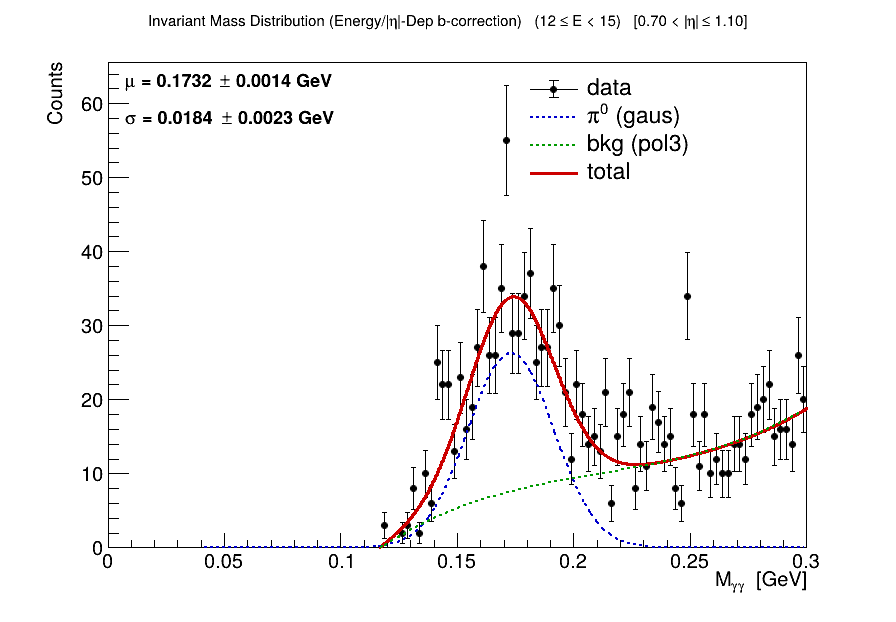 Invariant Mass Distribution (Energy/|η|-Dep b-correction) (12 ≤ E < 15) [0.70 < |η| ≤ 1.10]
Counts
μ = 0.1732 ± 0.0014 GeV
σ = 0.0184 ± 0.0023 GeV
data
π⁰ (gaus)
bkg (pol3)
total
60
50
40
30
20
10
0
0 0.05 0.1 0.15 0.2 0.25 0.3
Mγγ [GeV]